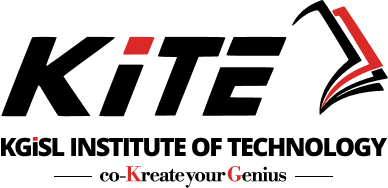 KiTE
KGiSL INSTITUTE OF TECHNOLOGY
co-Kreate your Genius